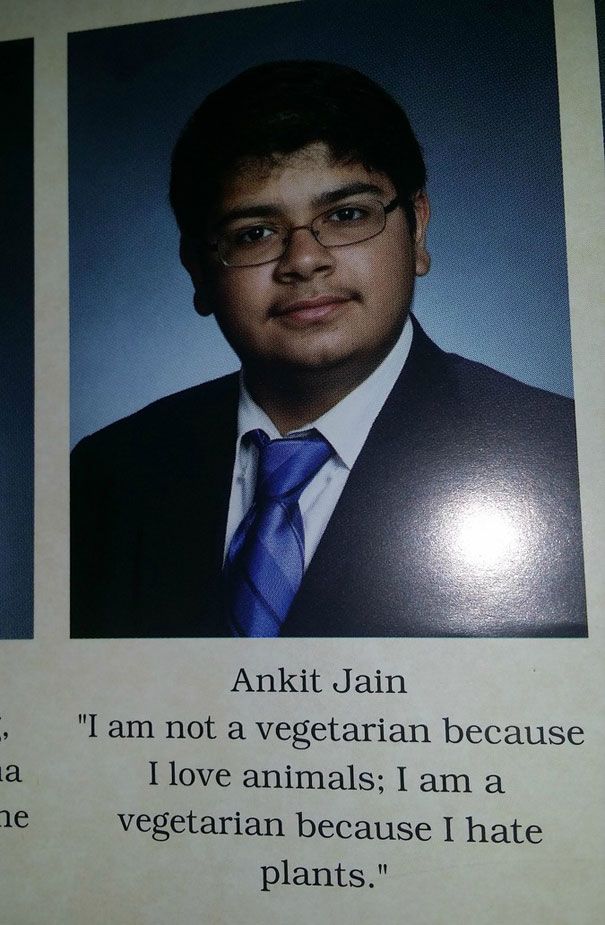 Ankit Jain
"I am not a vegetarian because
I love animals; I am a
vegetarian because I hate
plants."